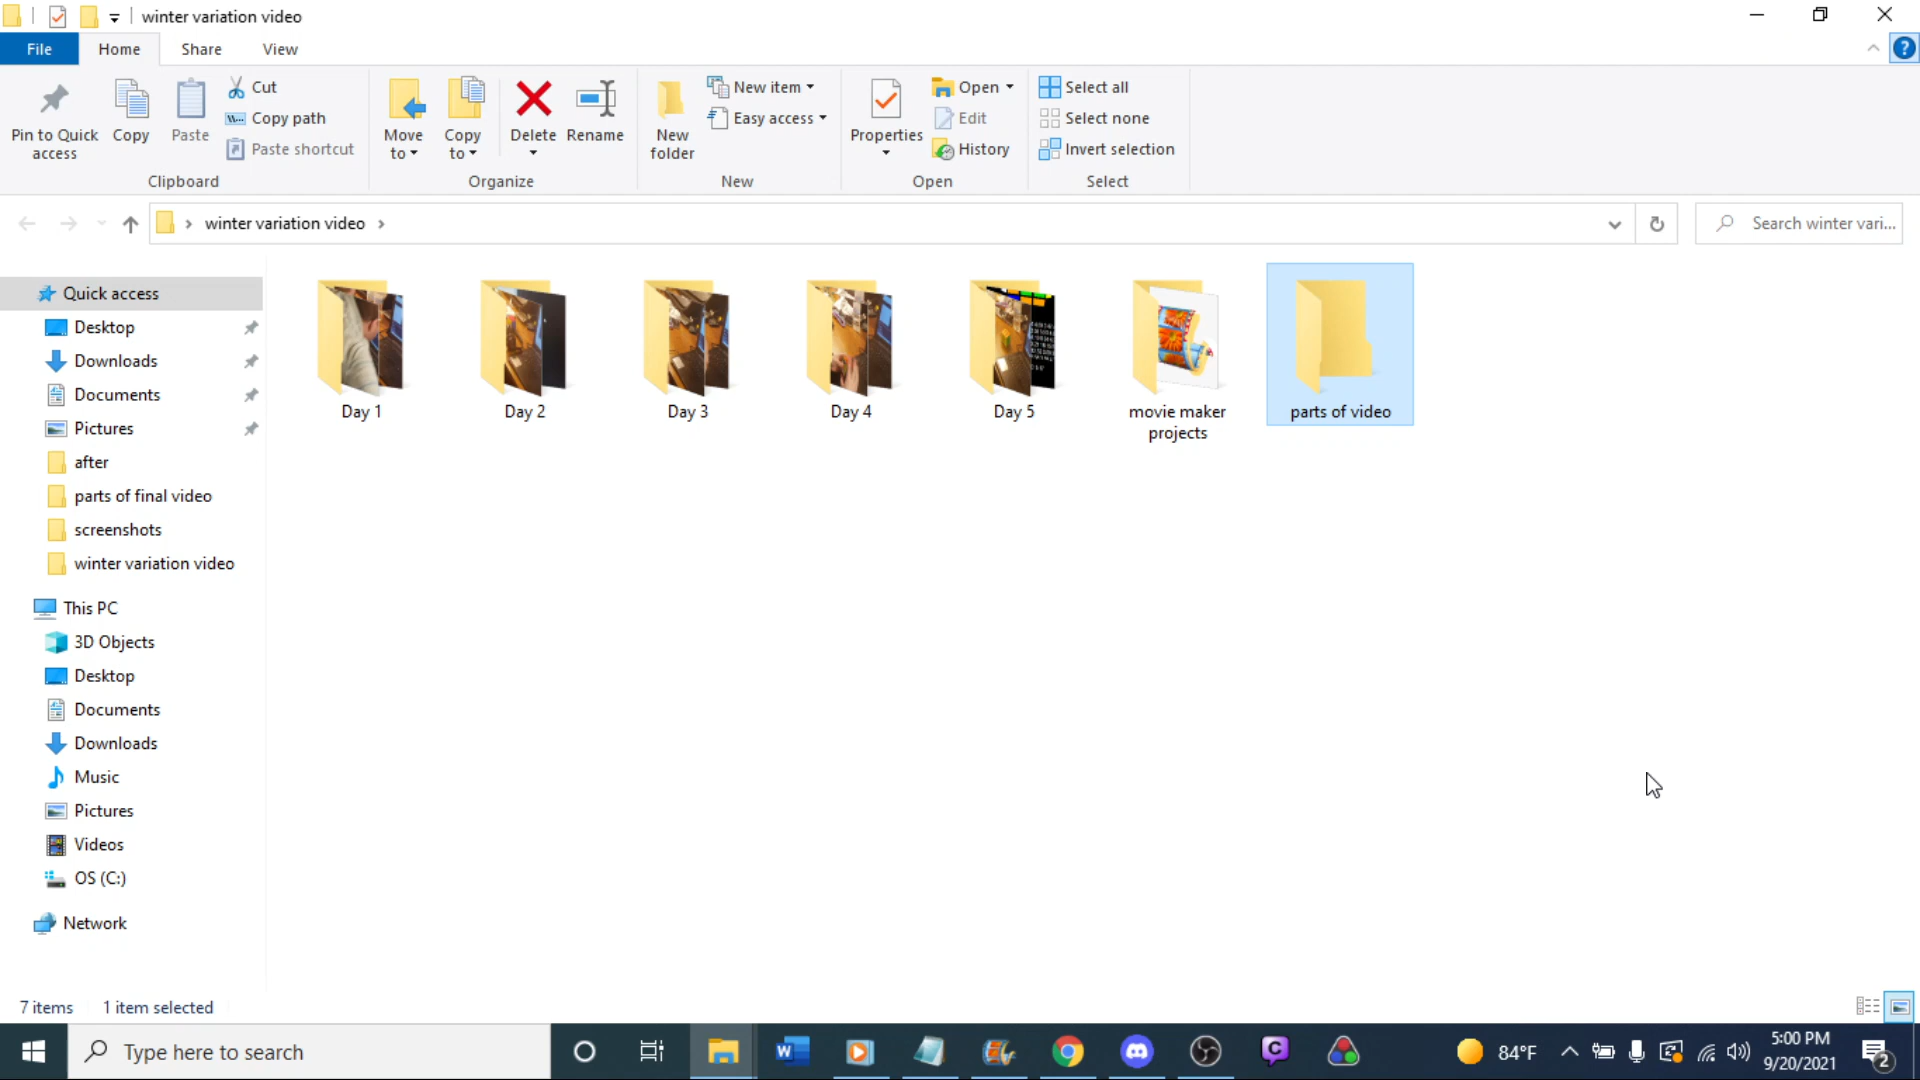 winter variation video
File Home Share View
Pin to Quick access
Copy
Paste
Cut
Copy path
Paste shortcut
Clipboard
Move to
Copy to
Delete
Rename
Organize
New folder
New item
Easy access
New
Properties
Open
Edit
History
Open
Select all
Select none
Invert selection
Select
winter variation video
Search winter vari...
Quick access
Desktop
Downloads
Documents
Pictures
after
parts of final video
screenshots
winter variation video
This PC
3D Objects
Desktop
Documents
Downloads
Music
Pictures
Videos
OS (C:)
Network
Day 1
Day 2
Day 3
Day 4
Day 5
movie maker
projects
parts of video
7 items 1 item selected
Type here to search
84°F
5:00 PM
9/20/2021
2